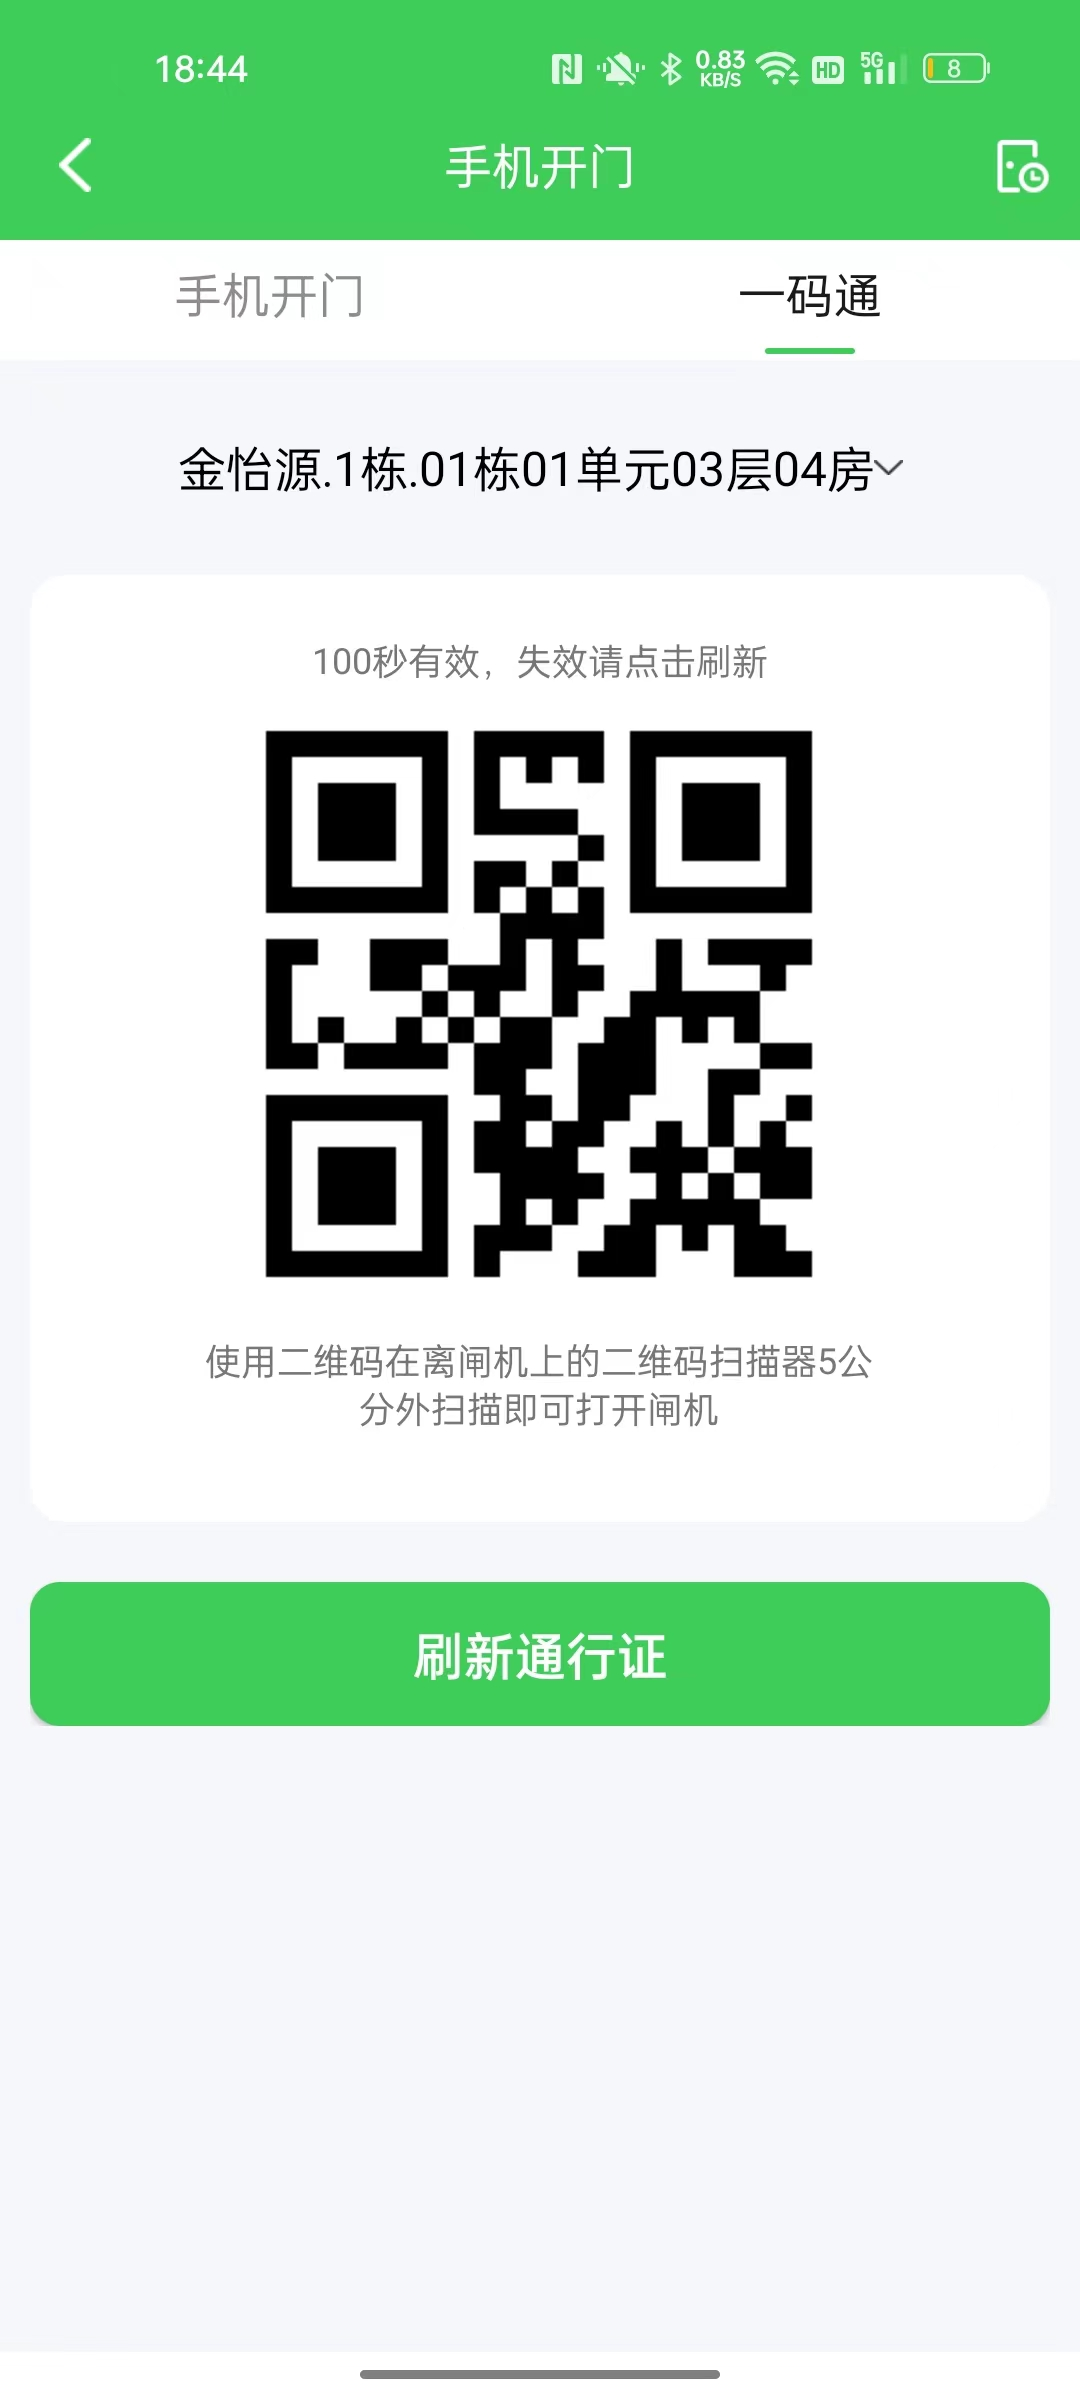 18:44
0.83
KB/S
HD
5G
8
手机开门
手机开门
一码通
金怡源.1栋.01栋01单元03层04房
100秒有效，失效请点击刷新
使用二维码在离闸机上的二维码扫描器5公
分外扫描即可打开闸机
刷新通行证